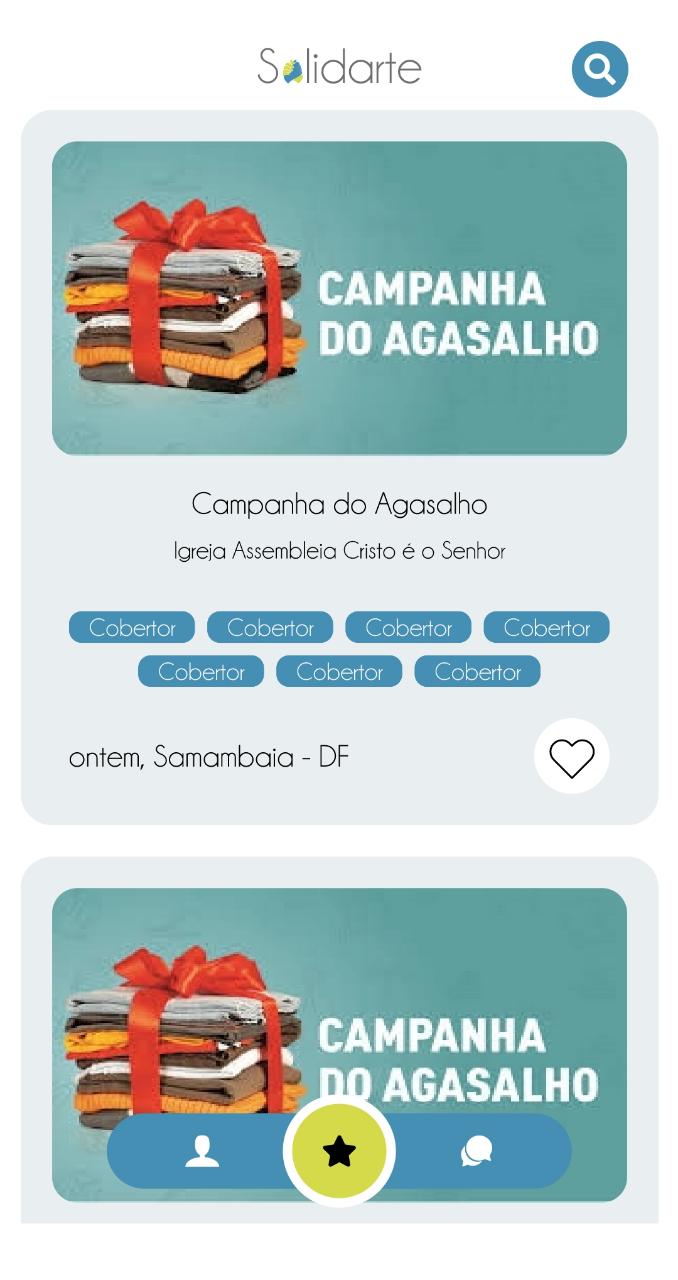 Solidarte
CAMPANHA
DO AGASALHO
Campanha do Agasalho
Igreja Assembleia Cristo é o Senhor
Cobertor Cobertor Cobertor Cobertor
Cobertor Cobertor Cobertor
ontem, Samambaia - DF
CAMPANHA
DO AGASALHO